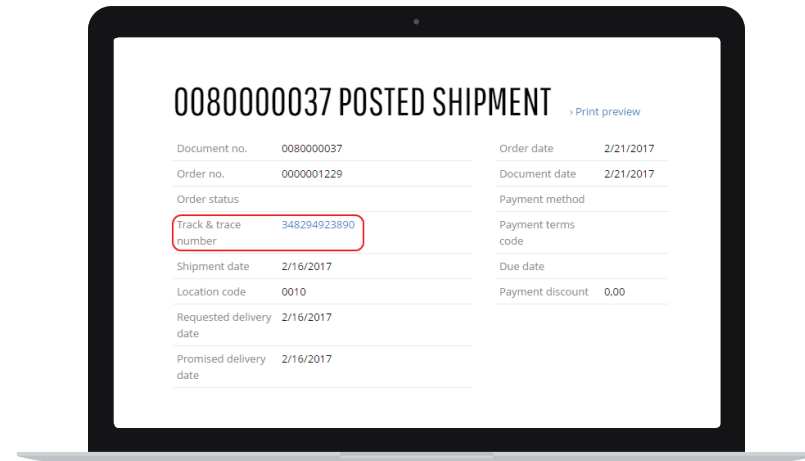 0080000037 POSTED SHIPMENT › Print preview
Document no. 0080000037
Order no. 0000001229
Order status
Track & trace 348294923890
number
Shipment date 2/16/2017
Location code 0010
Requested delivery 2/16/2017
date
Promised delivery 2/16/2017
date
Order date 2/21/2017
Document date 2/21/2017
Payment method
Payment terms
code
Due date
Payment discount 0,00